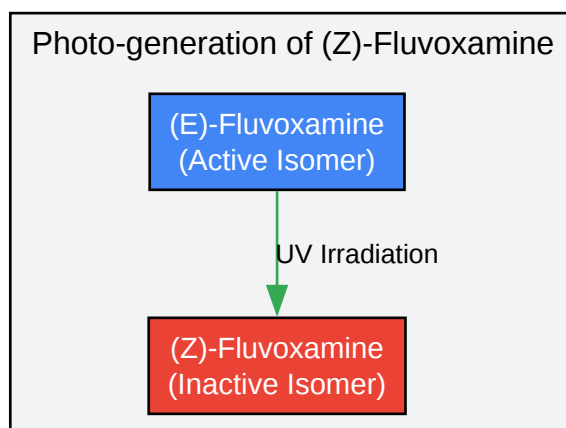 Photo-generation of (Z)-Fluvoxamine
(E)-Fluvoxamine
(Active Isomer)
UV Irradiation
(Z)-Fluvoxamine
(Inactive Isomer)